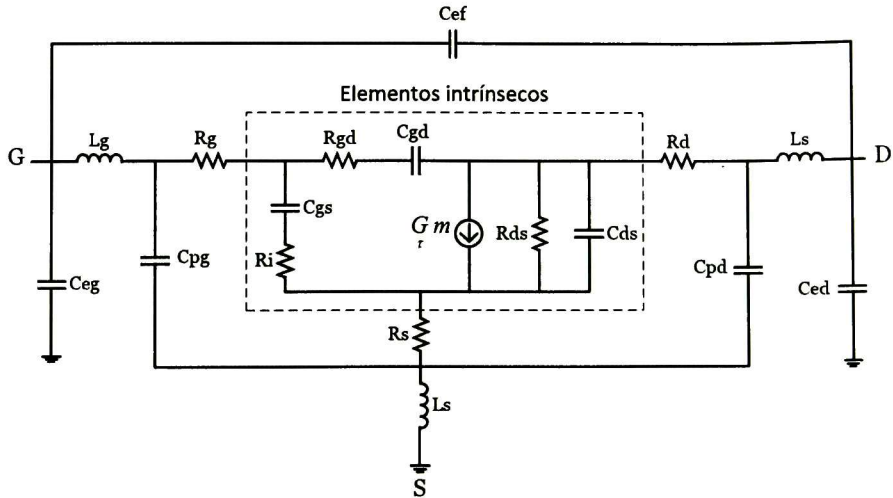 Cef
Elementos intrínsecos
G
Lg
Rg
Rgd
Cgd
Rd
Ls
D
Cgs
Ri
G m
τ
Rds
Cds
Ceg
Cpg
Cpd
Ced
Rs
Ls
S